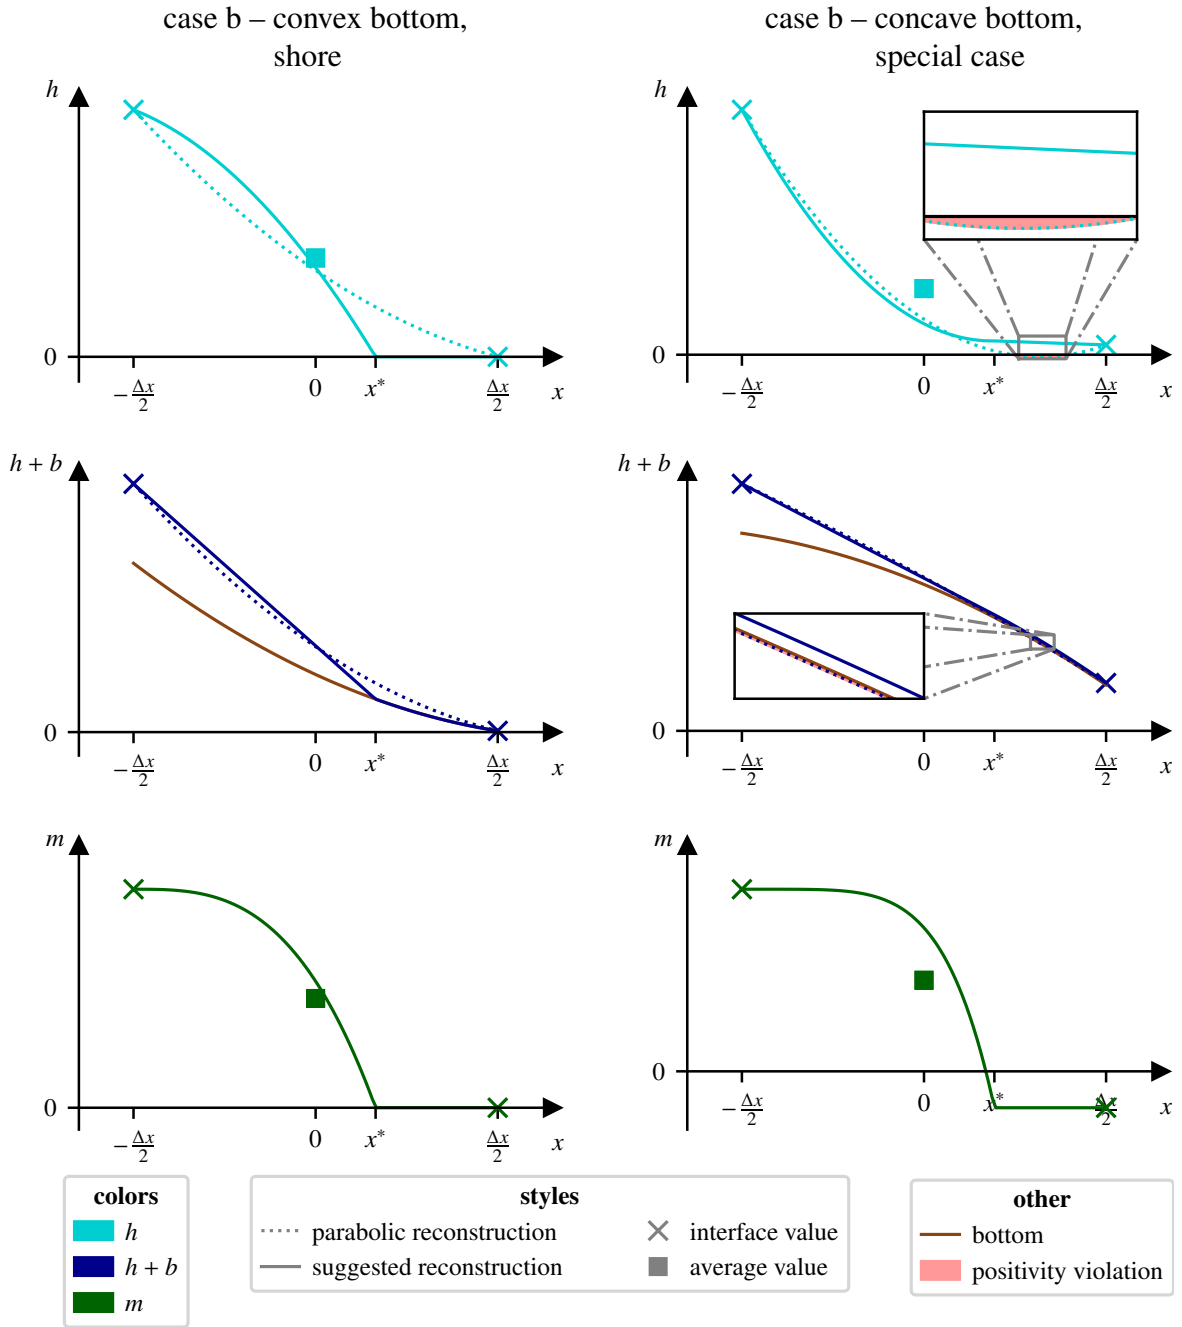 case b – convex bottom,
shore
case b – concave bottom,
special case
h
0
−Δx/2
0
x*
Δx/2
x
h
0
−Δx/2
0
x*
Δx/2
x
h + b
0
−Δx/2
0
x*
Δx/2
x
h + b
0
−Δx/2
0
x*
Δx/2
x
m
0
−Δx/2
0
x*
Δx/2
x
m
0
−Δx/2
0
x*
Δx/2
x
colors
h
h + b
m
styles
parabolic reconstruction
suggested reconstruction
interface value
average value
other
bottom
positivity violation